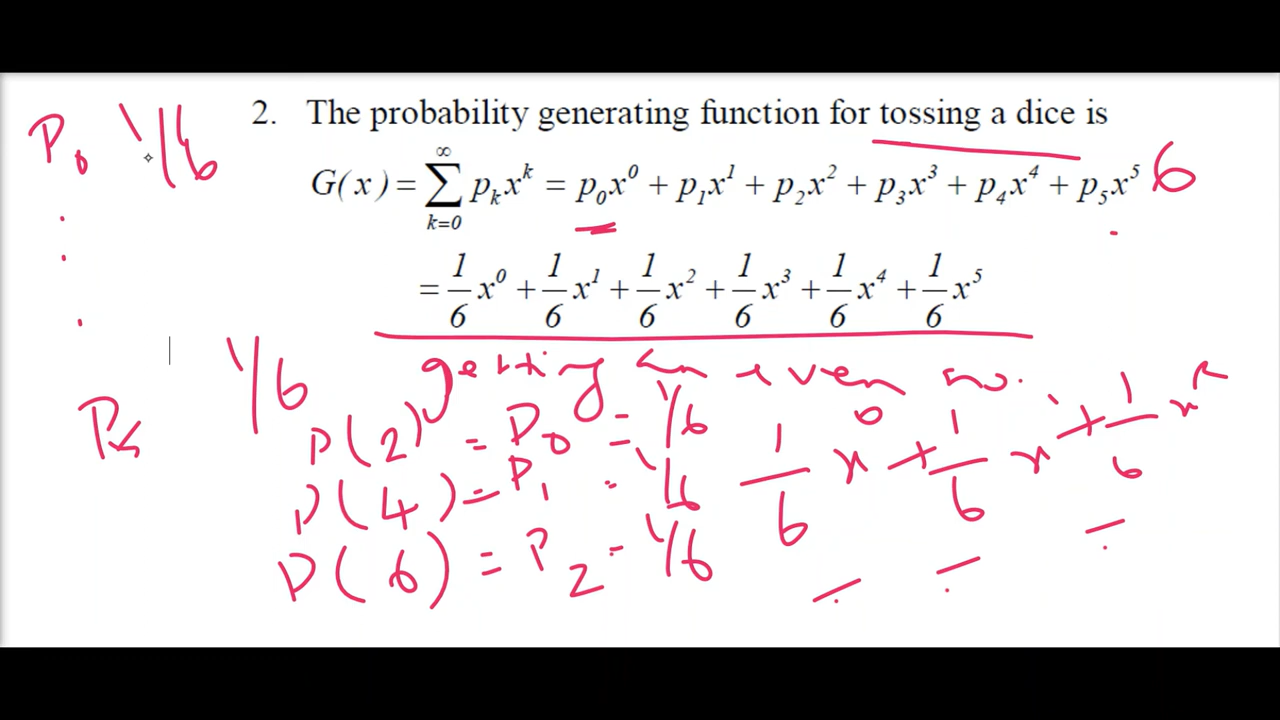 2. The probability generating function for tossing a dice is
G(x) = ∑_{k=0}^{∞} p_k x^k = p_0x^0 + p_1x^1 + p_2x^2 + p_3x^3 + p_4x^4 + p_5x^5 6
= 1/6 x^0 + 1/6 x^1 + 1/6 x^2 + 1/6 x^3 + 1/6 x^4 + 1/6 x^5
P_0 1/6
1/6
getting an even no.
P(2) = P_0 = 1/6
P(4) = P_1 = 1/6
P(6) = P_2 = 1/6
1/6 x^0 + 1/6 x^1 + 1/6 x^2